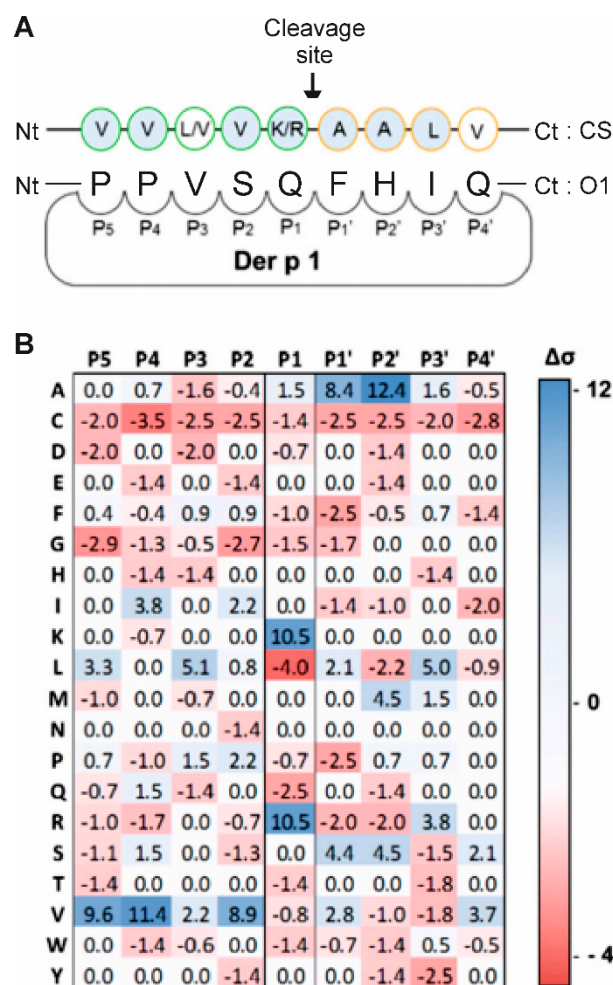 A
Cleavage
site
Nt V V L/V V K/R A A L V Ct : CS
Nt P P V S Q F H I Q Ct : O1
P5 P4 P3 P2 P1 P1' P2' P3' P4'
Der p 1
B
P5 P4 P3 P2 P1 P1' P2' P3' P4' Δσ
A 0.0 0.7 -1.6 -0.4 1.5 8.4 12.4 1.6 -0.5 - 12
C -2.0 -3.5 -2.5 -2.5 -1.4 -2.5 -2.5 -2.0 -2.8
D -2.0 0.0 -2.0 0.0 -0.7 0.0 -1.4 0.0 0.0
E 0.0 -1.4 0.0 -1.4 0.0 0.0 -1.4 0.0 0.0
F 0.4 -0.4 0.9 0.9 -1.0 -2.5 -0.5 0.7 -1.4
G -2.9 -1.3 -0.5 -2.7 -1.5 -1.7 0.0 0.0 0.0
H 0.0 -1.4 -1.4 0.0 0.0 0.0 0.0 -1.4 0.0
I 0.0 3.8 0.0 2.2 0.0 -1.4 -1.0 0.0 -2.0
K 0.0 -0.7 0.0 0.0 10.5 0.0 0.0 0.0 0.0
L 3.3 0.0 5.1 0.8 -4.0 2.1 -2.2 5.0 -0.9
M -1.0 0.0 -0.7 0.0 0.0 0.0 4.5 1.5 0.0 - 0
N 0.0 0.0 0.0 -1.4 0.0 0.0 0.0 0.0 0.0
P 0.7 -1.0 1.5 2.2 -0.7 -2.5 0.7 0.7 0.0
Q -0.7 1.5 -1.4 0.0 -2.5 0.0 -1.4 0.0 0.0
R -1.0 -1.7 0.0 -0.7 10.5 -2.0 -2.0 3.8 0.0
S -1.1 1.5 0.0 -1.3 0.0 4.4 4.5 -1.5 2.1
T -1.4 0.0 0.0 0.0 -1.4 0.0 0.0 -1.8 0.0
V 9.6 11.4 2.2 8.9 -0.8 2.8 -1.0 -1.8 3.7
W 0.0 -1.4 -0.6 0.0 -1.4 -0.7 -1.4 0.5 -0.5 - -4
Y 0.0 0.0 0.0 -1.4 0.0 0.0 -1.4 -2.5 0.0